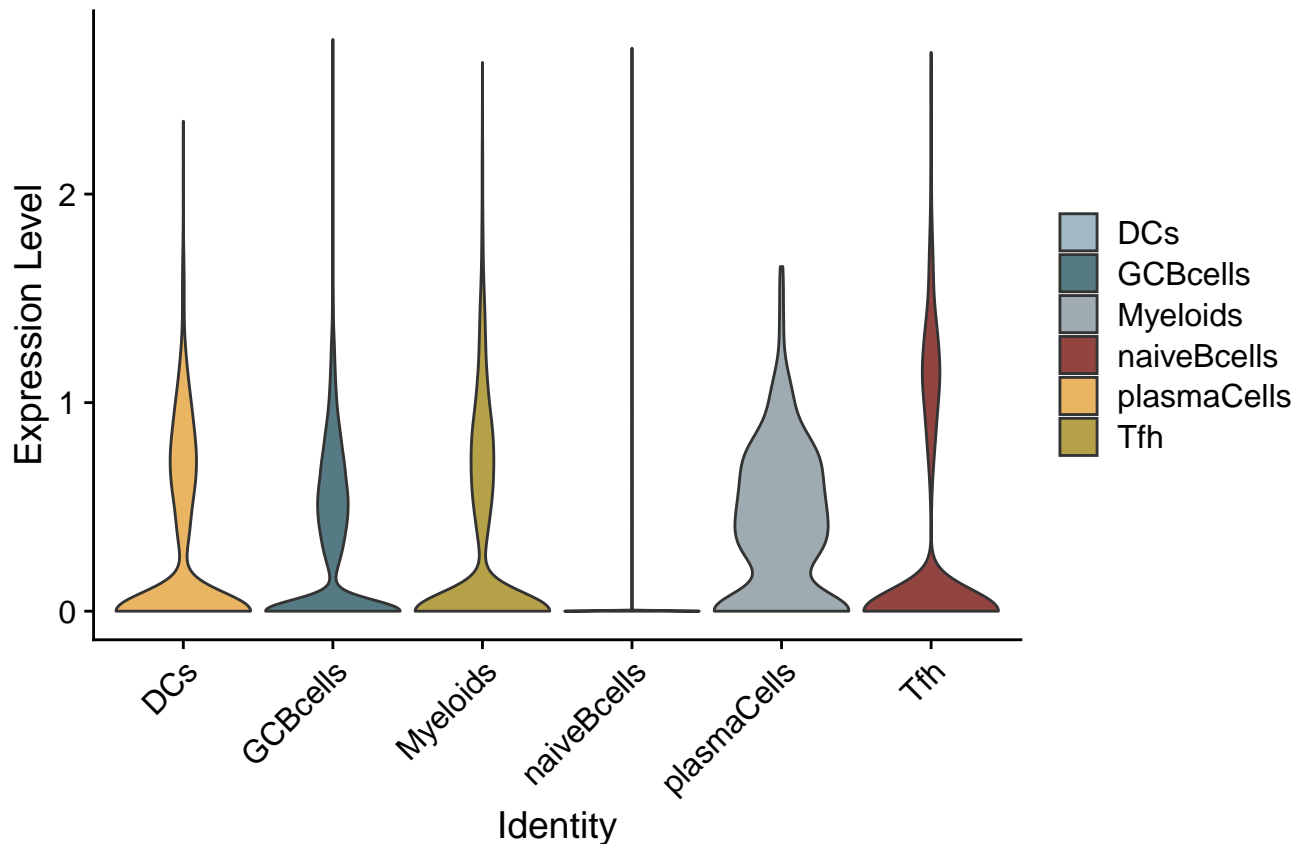 Expression Level
2
1
0
DCs
GCBcells
Myeloids
naiveBcells
plasmaCells
Tfh
Identity
DCs
GCBcells
Myeloids
naiveBcells
plasmaCells
Tfh